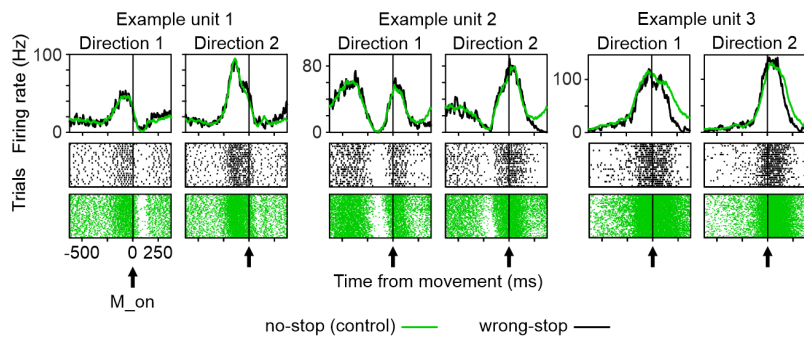 Example unit 1
Example unit 2
Example unit 3
Direction 1
Direction 2
Direction 1
Direction 2
Direction 1
Direction 2
Firing rate (Hz)
100
0
80
0
100
0
Trials
-500
0
250
Time from movement (ms)
M_on
no-stop (control)
wrong-stop